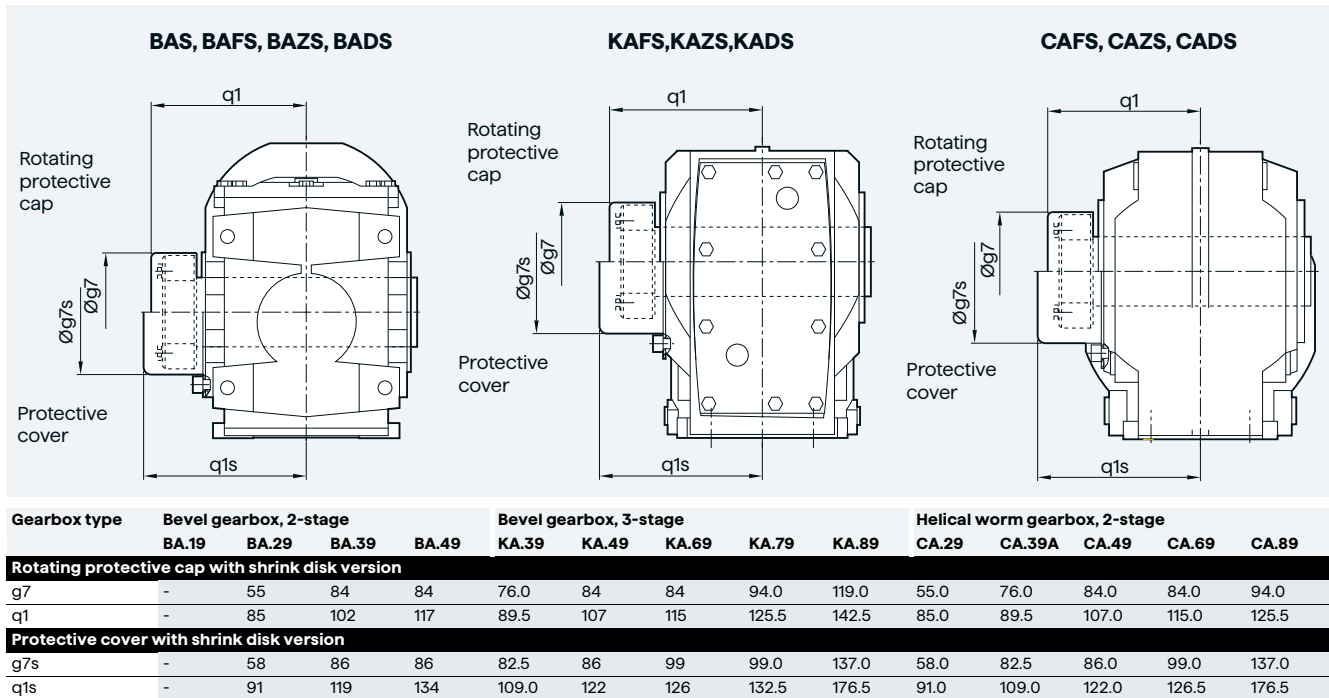 BAS, BAFS, BAZS, BADS
q1
Rotating
protective
cap
Øg7s
Øg7
Protective
cover
q1s
KAFS,KAZS,KADS
q1
Rotating
protective
cap
Øg7s
Øg7
Protective
cover
q1s
CAFS, CAZS, CADS
q1
Rotating
protective
cap
Øg7s
Øg7
Protective
cover
q1s
Gearbox type Bevel gearbox, 2-stage Bevel gearbox, 3-stage Helical worm gearbox, 2-stage
BA.19 BA.29 BA.39 BA.49 KA.39 KA.49 KA.69 KA.79 KA.89 CA.29 CA.39A CA.49 CA.69 CA.89
Rotating protective cap with shrink disk version
g7 - 55 84 84 76.0 84 84 94.0 119.0 55.0 76.0 84.0 84.0 94.0
q1 - 85 102 117 89.5 107 115 125.5 142.5 85.0 89.5 107.0 115.0 125.5
Protective cover with shrink disk version
g7s - 58 86 86 82.5 86 99 99.0 137.0 58.0 82.5 86.0 99.0 137.0
q1s - 91 119 134 109.0 122 126 132.5 176.5 91.0 109.0 122.0 126.5 176.5